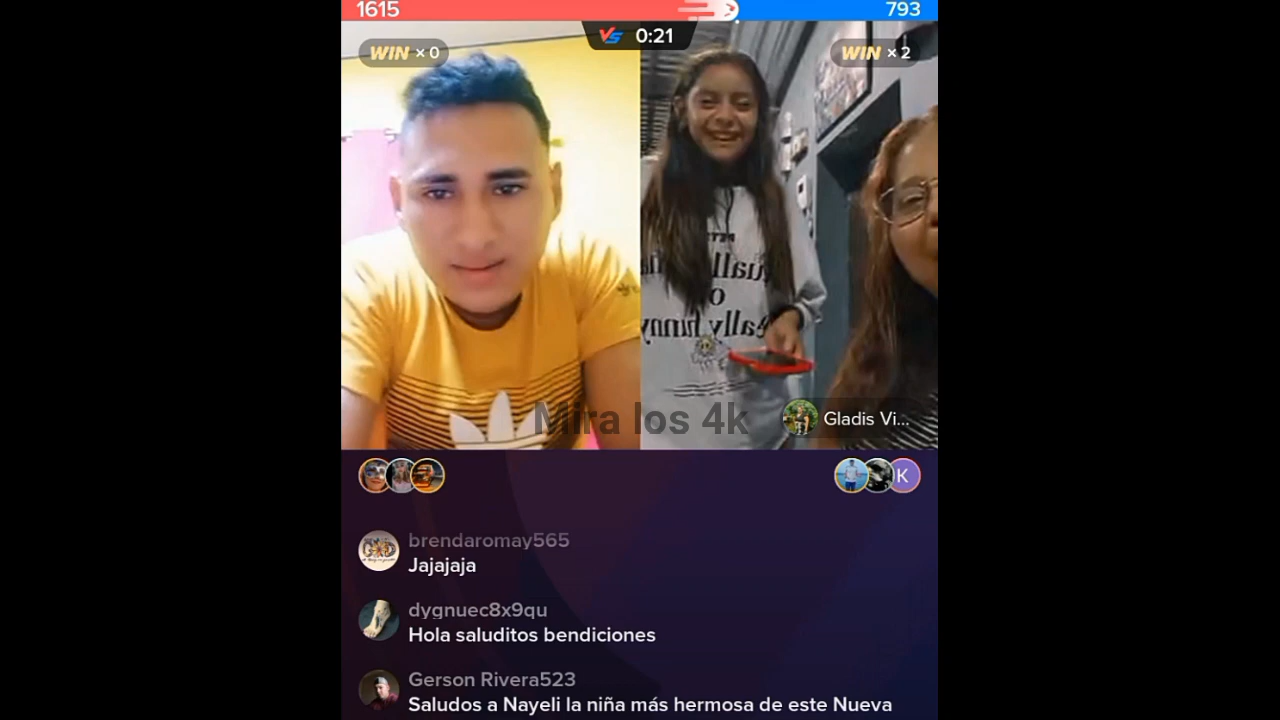 1615
793
VS 0:21
WIN × 0
WIN × 2
Mira los 4k
Gladis Vi...
K
brendaromay565
Jajajaja
dygnuec8x9qu
Hola saluditos bendiciones
Gerson Rivera523
Saludos a Nayeli la niña más hermosa de este Nueva